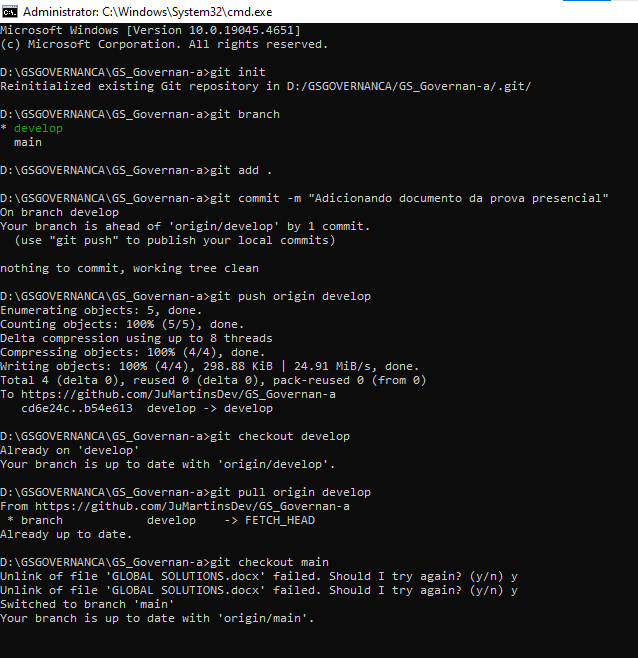 Administrator: C:\Windows\System32\cmd.exe
Microsoft Windows [Version 10.0.19045.4651]
(c) Microsoft Corporation. All rights reserved.
D:\GSGOVERNANCA\GS_Governan-a>git init
Reinitialized existing Git repository in D:/GSGOVERNANCA/GS_Governan-a/.git/
D:\GSGOVERNANCA\GS_Governan-a>git branch
* develop
main
D:\GSGOVERNANCA\GS_Governan-a>git add .
D:\GSGOVERNANCA\GS_Governan-a>git commit -m "Adicionando documento da prova presencial"
On branch develop
Your branch is ahead of 'origin/develop' by 1 commit.
(use "git push" to publish your local commits)
nothing to commit, working tree clean
D:\GSGOVERNANCA\GS_Governan-a>git push origin develop
Enumerating objects: 5, done.
Counting objects: 100% (5/5), done.
Delta compression using up to 8 threads
Compressing objects: 100% (4/4), done.
Writing objects: 100% (4/4), 298.88 KiB | 24.91 MiB/s, done.
Total 4 (delta 0), reused 0 (delta 0), pack-reused 0 (from 0)
To https://github.com/JuMartinsDev/GS_Governan-a
cd6e24c..b54e613  develop -> develop
D:\GSGOVERNANCA\GS_Governan-a>git checkout develop
Already on 'develop'
Your branch is up to date with 'origin/develop'.
D:\GSGOVERNANCA\GS_Governan-a>git pull origin develop
From https://github.com/JuMartinsDev/GS_Governan-a
* branch            develop    -> FETCH_HEAD
Already up to date.
D:\GSGOVERNANCA\GS_Governan-a>git checkout main
Unlink of file 'GLOBAL SOLUTIONS.docx' failed. Should I try again? (y/n) y
Unlink of file 'GLOBAL SOLUTIONS.docx' failed. Should I try again? (y/n) y
Switched to branch 'main'
Your branch is up to date with 'origin/main'.